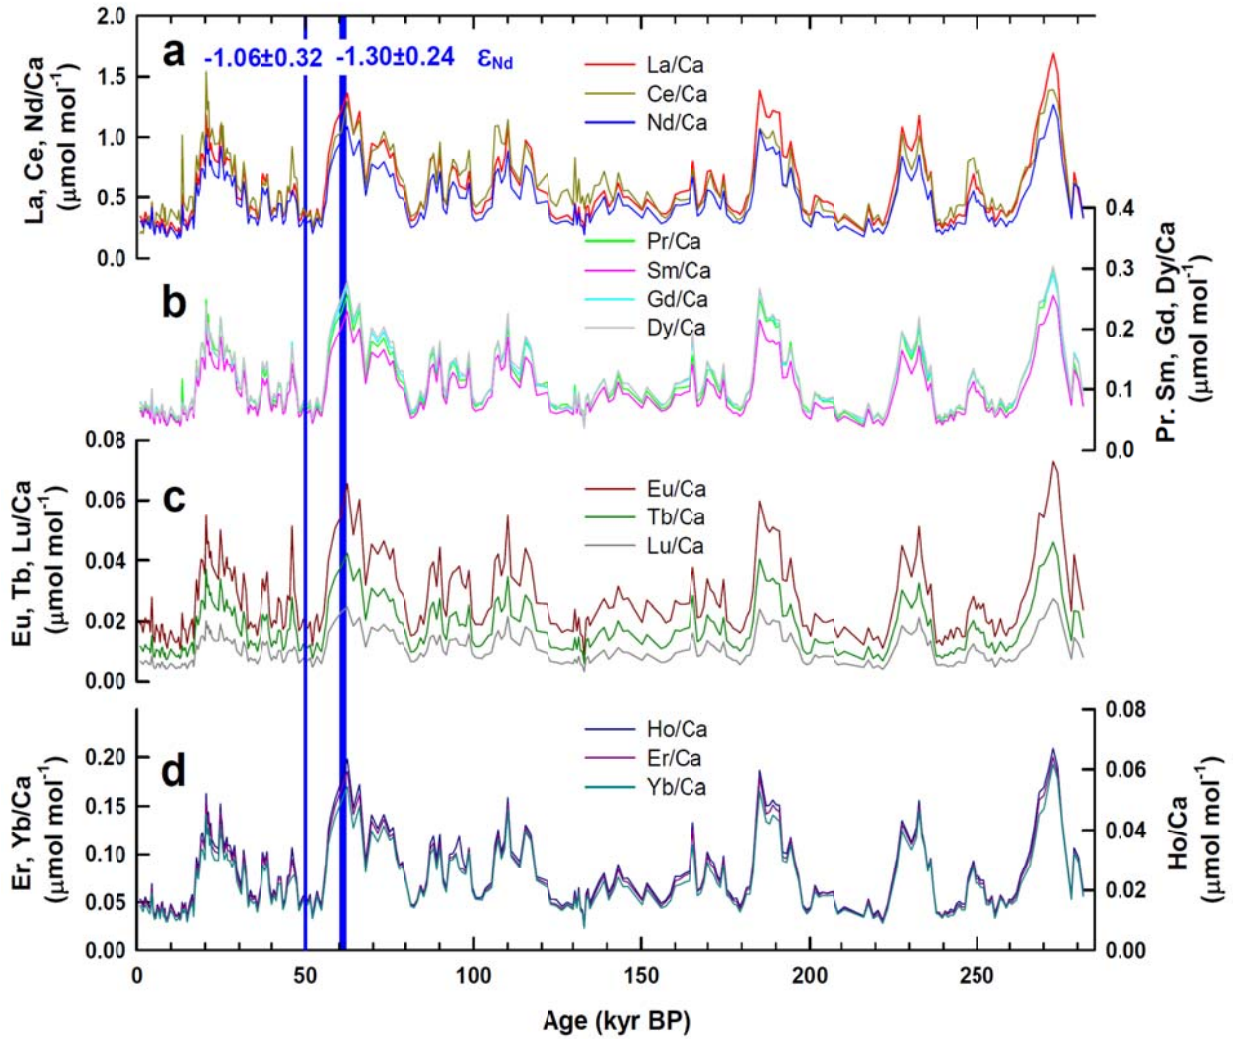 2.0
1.5
1.0
0.5
0.0
La, Ce, Nd/Ca
(μmol mol⁻¹)
a
-1.06±0.32 -1.30±0.24 εNd
La/Ca
Ce/Ca
Nd/Ca
0.4
0.3
0.2
0.1
0.0
Pr. Sm, Gd, Dy/Ca
(μmol mol⁻¹)
b
Pr/Ca
Sm/Ca
Gd/Ca
Dy/Ca
0.08
0.06
0.04
0.02
0.00
Eu, Tb, Lu/Ca
(μmol mol⁻¹)
c
Eu/Ca
Tb/Ca
Lu/Ca
0.20
0.15
0.10
0.05
0.00
Er, Yb/Ca
(μmol mol⁻¹)
d
Ho/Ca
Er/Ca
Yb/Ca
0.08
0.06
0.04
0.02
0.00
Ho/Ca
(μmol mol⁻¹)
0 50 100 150 200 250
Age (kyr BP)